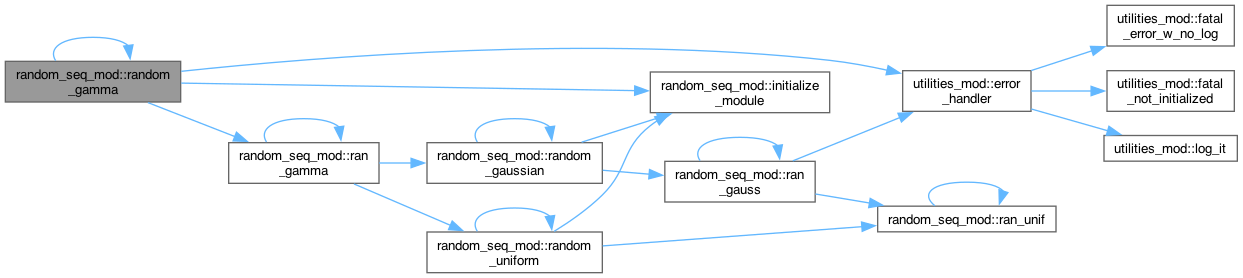 random_seq_mod::random
_gamma
random_seq_mod::ran
_gamma
random_seq_mod::random
_gaussian
random_seq_mod::random
_uniform
random_seq_mod::initialize
_module
random_seq_mod::ran
_gauss
utilities_mod::error
_handler
random_seq_mod::ran_unif
utilities_mod::fatal
_error_w_no_log
utilities_mod::fatal
_not_initialized
utilities_mod::log_it